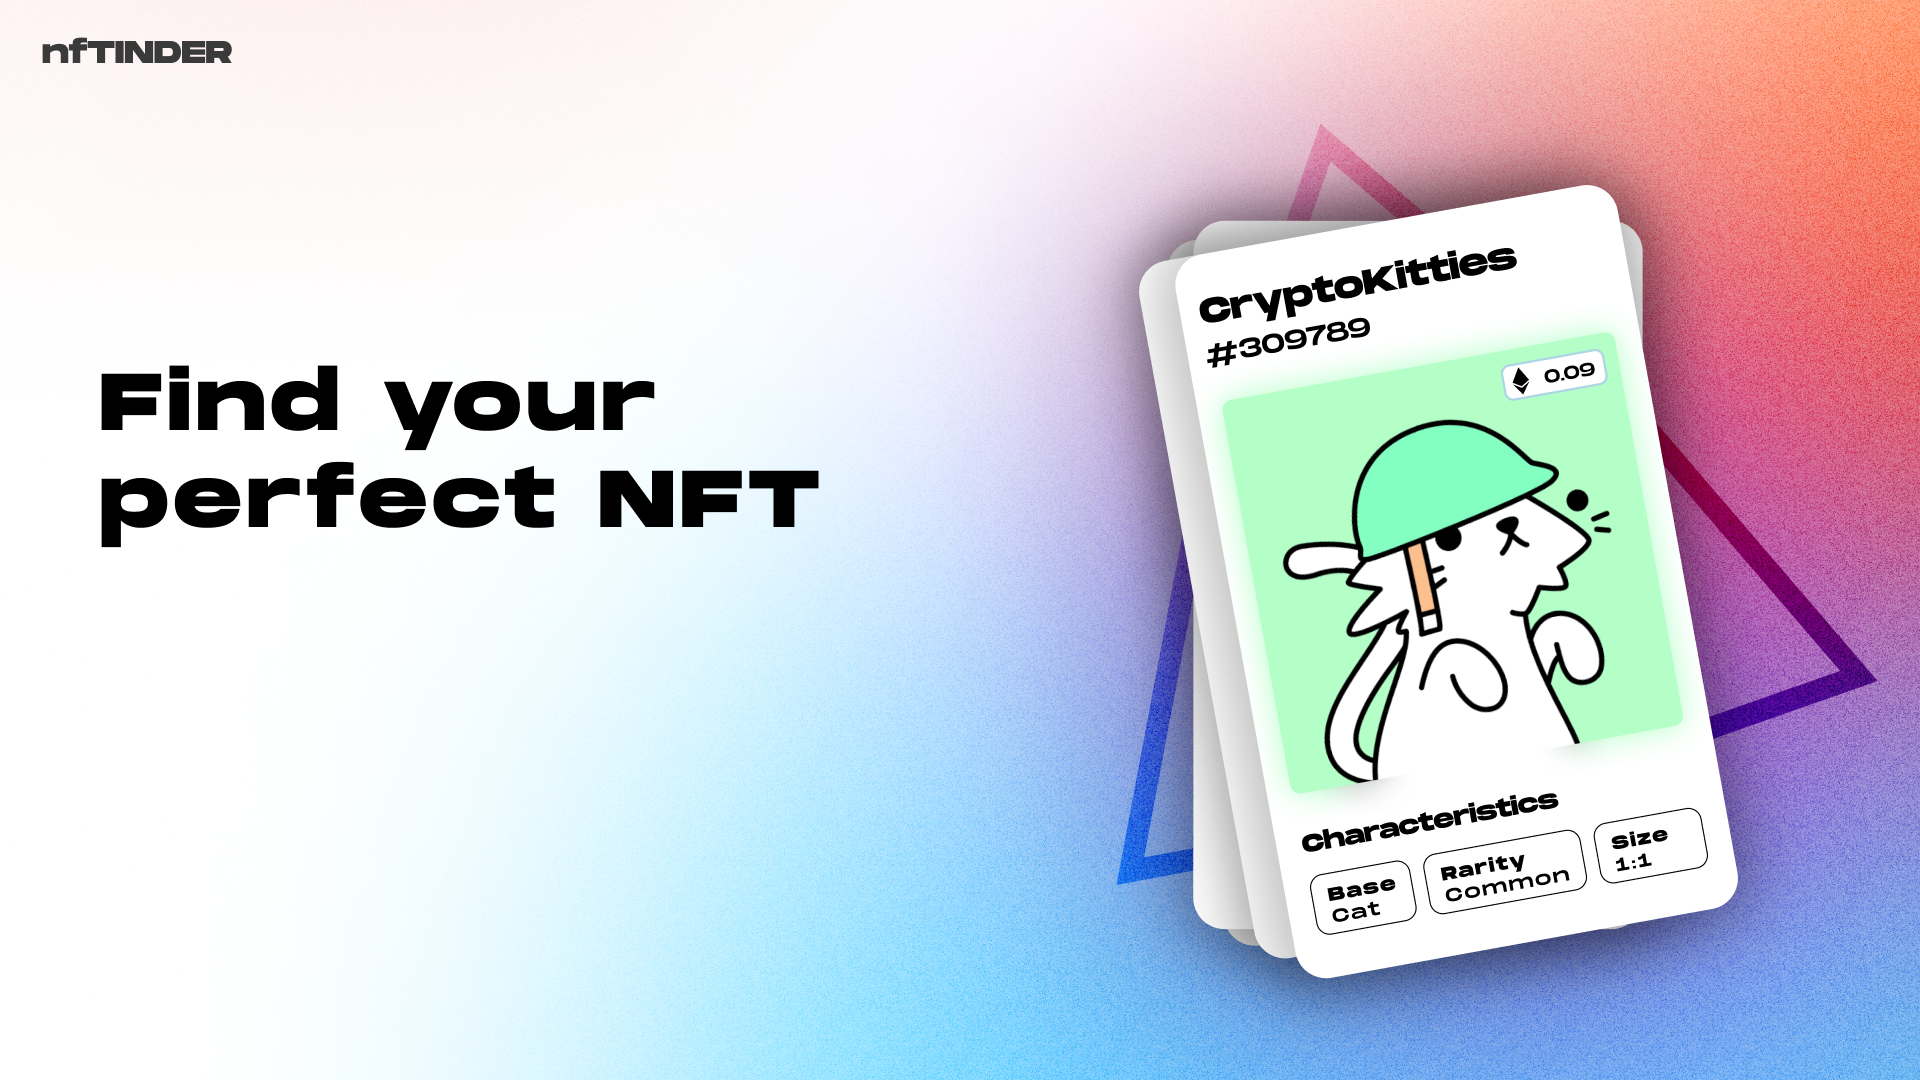 nfTINDER
Find your
perfect NFT
CryptoKitties
#309789
0.09
Characteristics
Base
Cat
Rarity
Common
Size
1:1